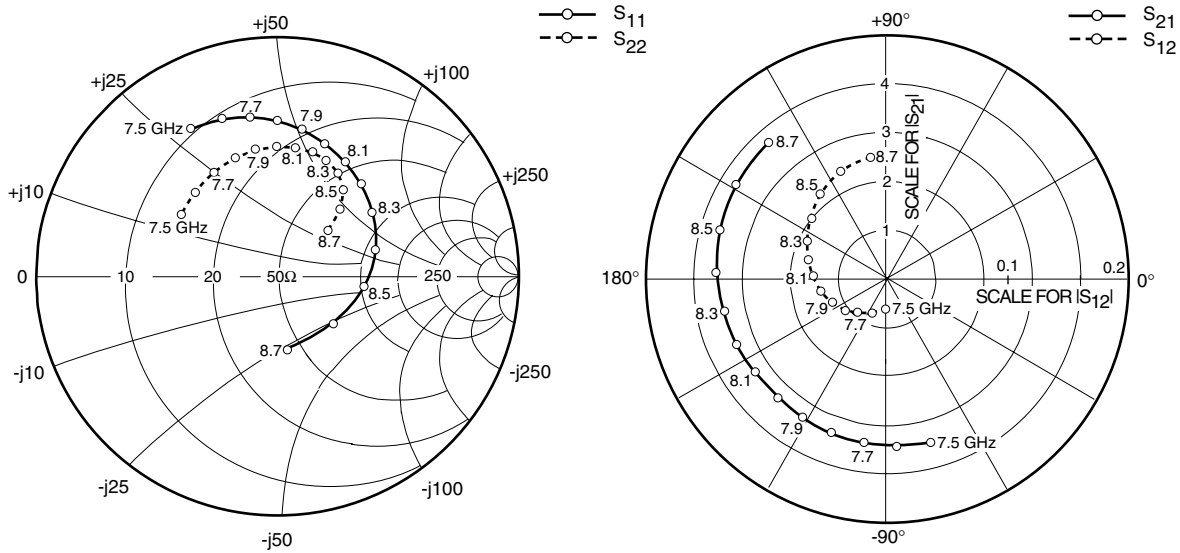 S11
S22
+j50
+j25
+j100
7.7
7.5 GHz
7.9
7.9
8.1
8.1
8.3
+j10
7.7
8.5
+j250
7.5 GHz
8.7
8.3
0
10
20
50Ω
250
8.5
8.7
-j10
-j250
-j25
-j100
-j50
S21
S12
+90°
4
SCALE FOR |S21|
3
8.7
8.7
8.5
2
8.5
1
8.3
180°
8.1
0.1
0.2
0°
SCALE FOR |S12|
8.3
7.9
7.7
7.5 GHz
8.1
7.9
7.7
7.5 GHz
-90°